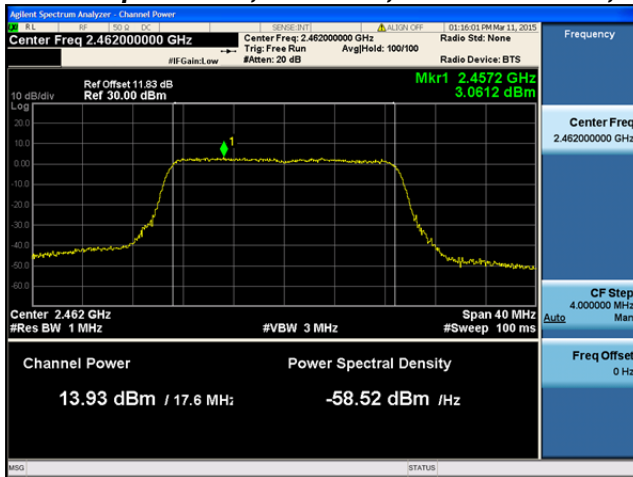 Agilent Spectrum Analyzer - Channel Power
RL RF 50 Ω DC SENSE:INT ALIGN OFF 01:16:01 PM Mar 11, 2015
Center Freq 2.462000000 GHz
Center Freq: 2.462000000 GHz
Radio Std: None
Trig: Free Run Avg|Hold: 100/100
#IFGain:Low #Atten: 20 dB Radio Device: BTS
Frequency
Mkr1 2.4572 GHz
3.0612 dBm
Ref Offset 11.83 dB
10 dB/div Ref 30.00 dBm
Log
20.0
10.0
0.00
-10.0
-20.0
-30.0
-40.0
-50.0
-60.0
1
Center 2.462 GHz Span 40 MHz
#Res BW 1 MHz #VBW 3 MHz #Sweep 100 ms
Channel Power Power Spectral Density
13.93 dBm / 17.6 MHz -58.52 dBm /Hz
Center Freq
2.462000000 GHz
CF Step
4.000000 MHz
Auto Man
Freq Offset
0 Hz
MSG STATUS